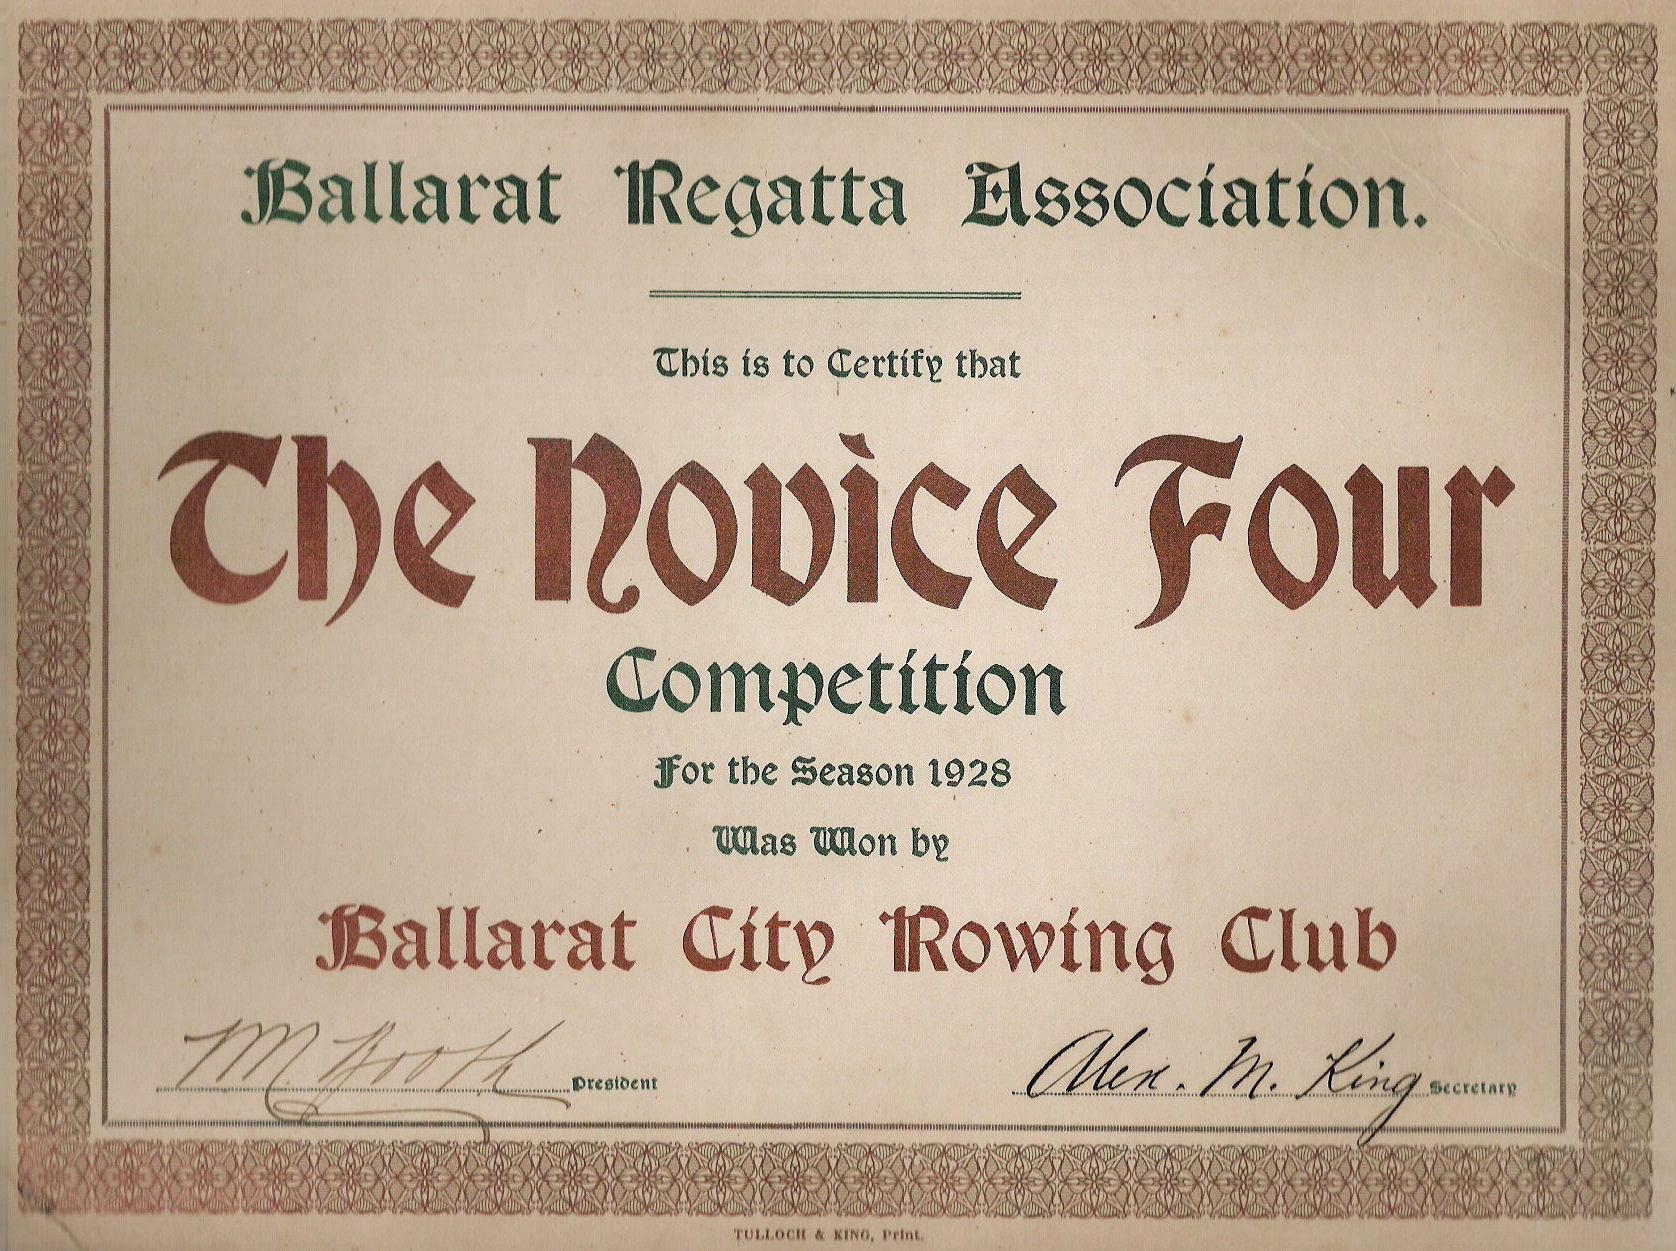 Ballarat Regatta Association.
This is to Certify that
The Novice Four
Competition
For the Season 1928
Was Won by
Ballarat City Rowing Club
M. Booth President
Alex. M. King Secretary
TULLOCH & KING, Print.